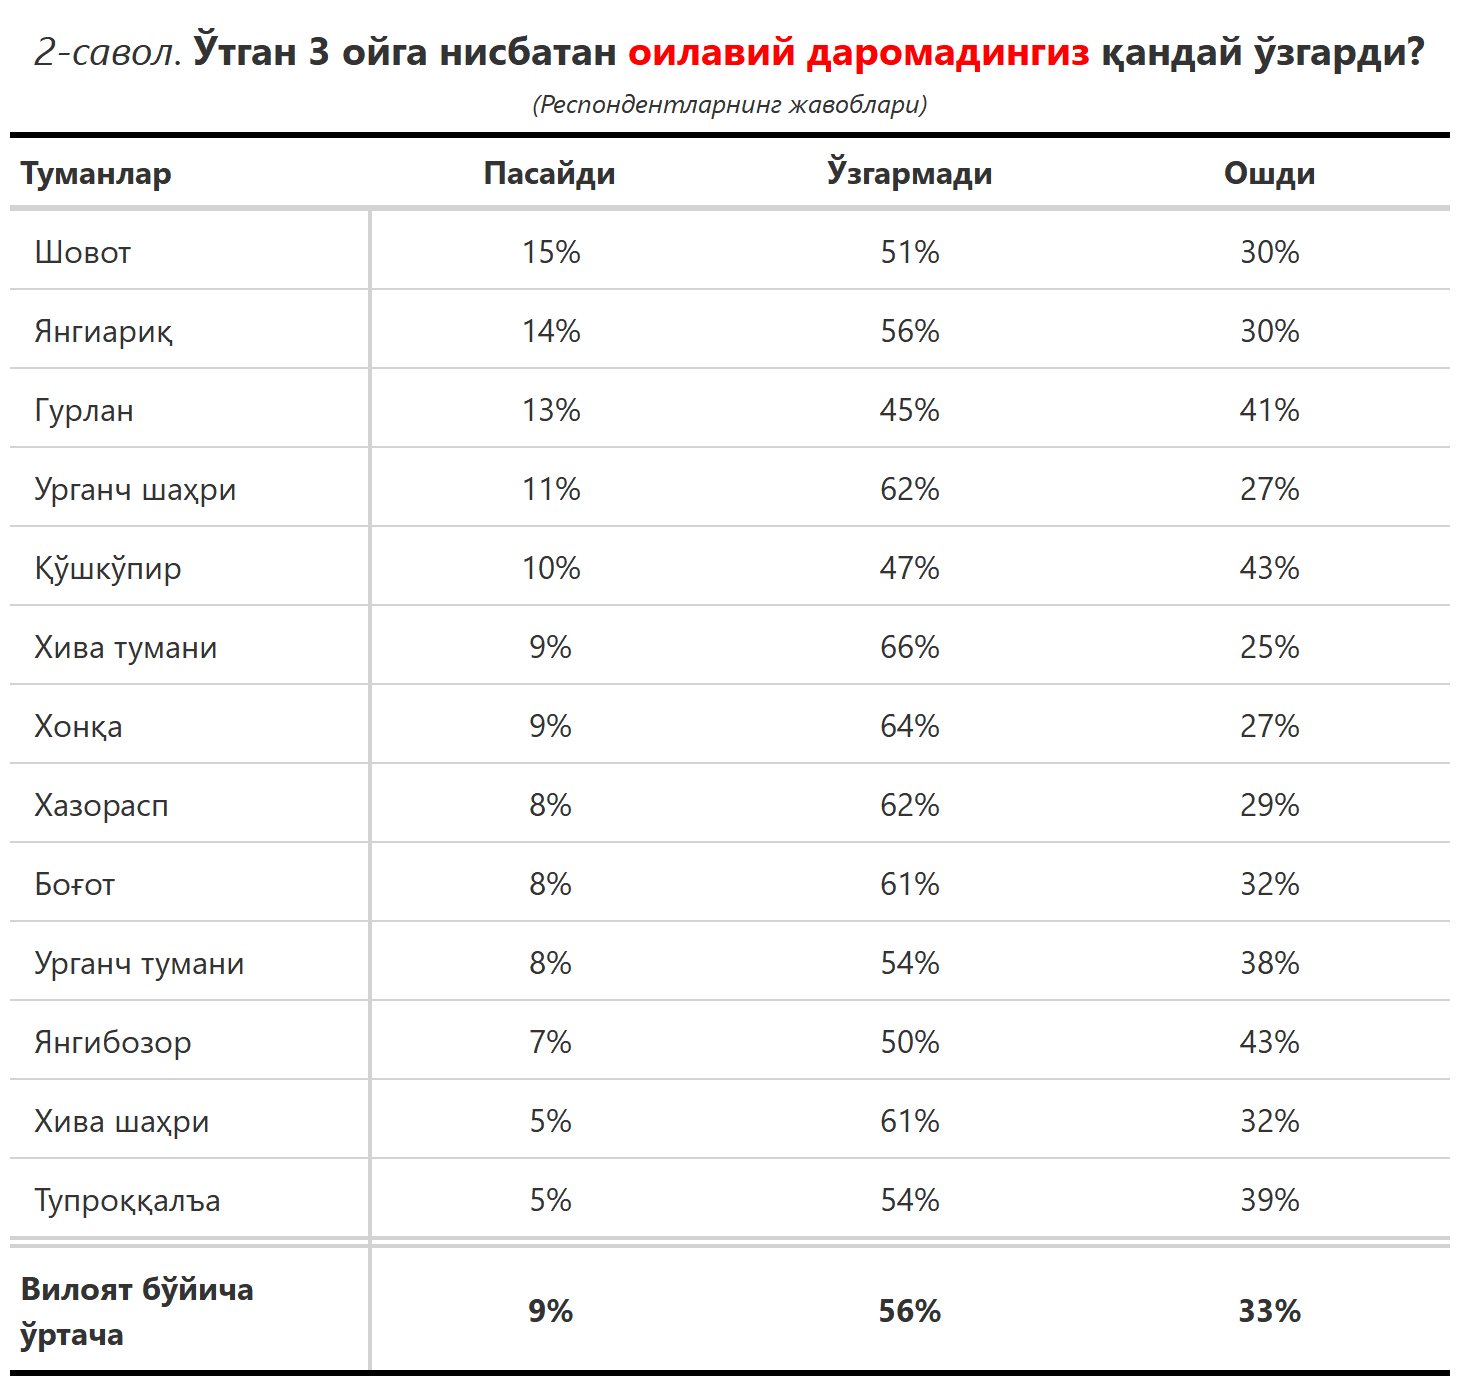 2-савол. Ўтган 3 ойга нисбатан оилавий даромадингиз қандай ўзгарди?
(Респондентларнинг жавоблари)
Туманлар Пасайди Ўзгармади Ошди
Шовот 15% 51% 30%
Янгиариқ 14% 56% 30%
Гурлан 13% 45% 41%
Урганч шаҳри 11% 62% 27%
Қўшкўпир 10% 47% 43%
Хива тумани 9% 66% 25%
Хонқа 9% 64% 27%
Хазорасп 8% 62% 29%
Боғот 8% 61% 32%
Урганч тумани 8% 54% 38%
Янгибозор 7% 50% 43%
Хива шаҳри 5% 61% 32%
Тупроққалъа 5% 54% 39%
Вилоят бўйича
ўртача 9% 56% 33%